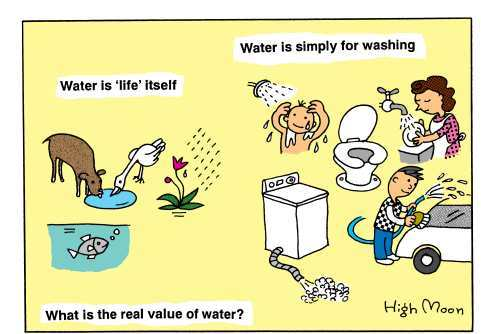 Water is simply for washing
Water is 'life' itself
What is the real value of water?
High Moon